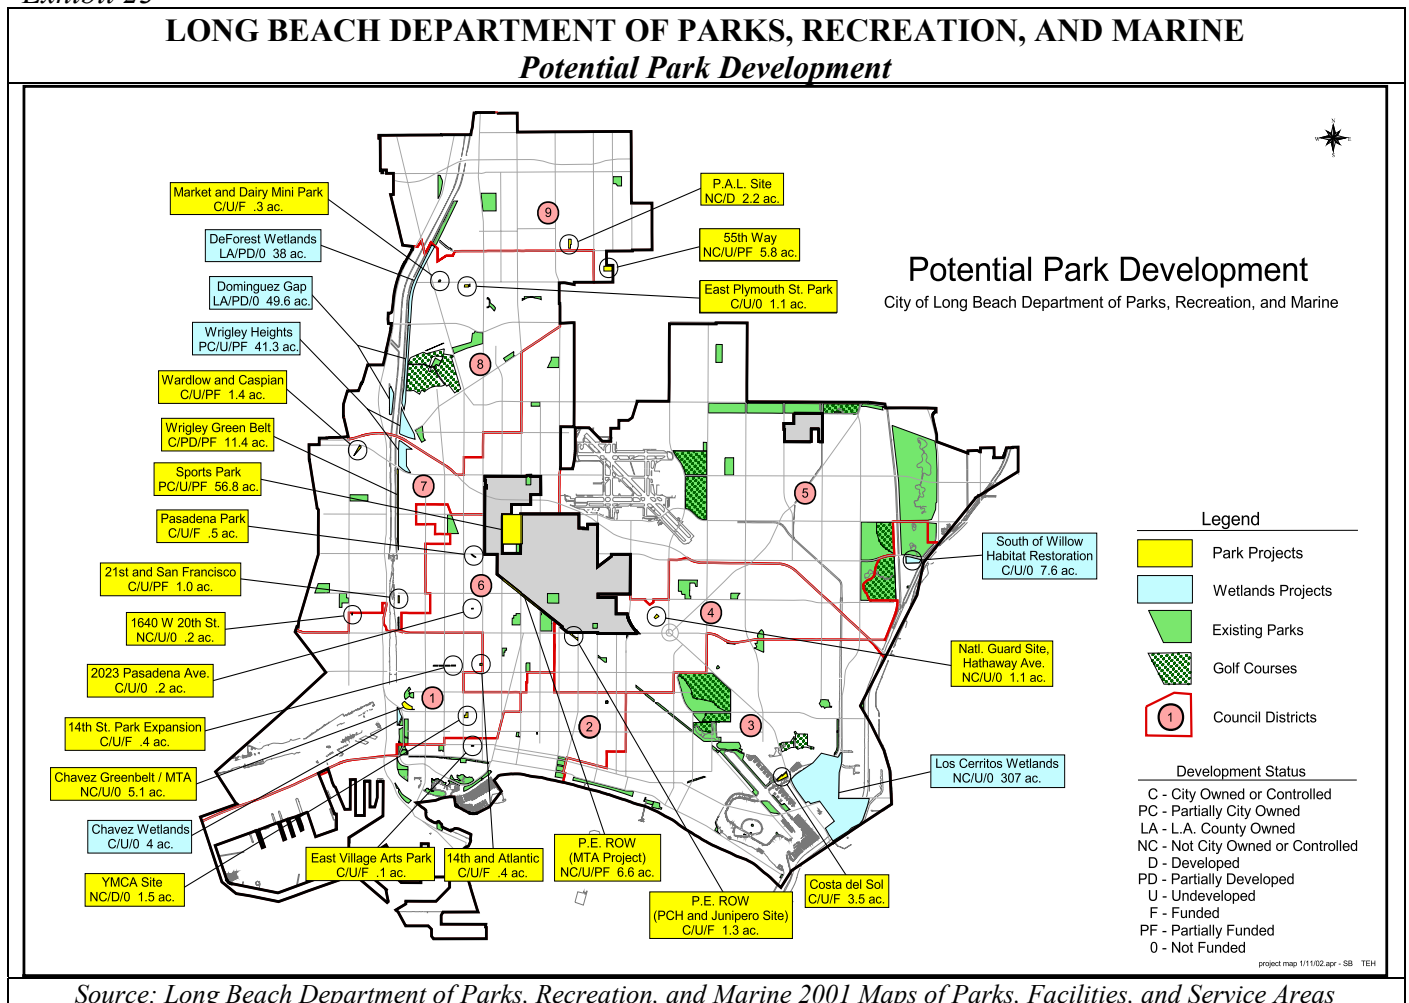 Exhibit 23
LONG BEACH DEPARTMENT OF PARKS, RECREATION, AND MARINE
Potential Park Development
N
W
E
S
Potential Park Development
City of Long Beach Department of Parks, Recreation, and Marine
Market and Dairy Mini Park
C/U/F .3 ac.
DeForest Wetlands
LA/PD/0 38 ac.
Dominguez Gap
LA/PD/0 49.6 ac.
Wrigley Heights
PC/U/PF 41.3 ac.
Wardlow and Caspian
C/U/PF 1.4 ac.
Wrigley Green Belt
C/PD/PF 11.4 ac.
Sports Park
PC/U/PF 56.8 ac.
Pasadena Park
C/U/F .5 ac.
21st and San Francisco
C/U/PF 1.0 ac.
1640 W 20th St.
NC/U/0 .2 ac.
2023 Pasadena Ave.
C/U/0 .2 ac.
14th St. Park Expansion
C/U/F .4 ac.
Chavez Greenbelt / MTA
NC/U/0 5.1 ac.
Chavez Wetlands
C/U/0 4 ac.
YMCA Site
NC/D/0 1.5 ac.
East Village Arts Park
C/U/F .1 ac.
14th and Atlantic
C/U/F .4 ac.
P.E. ROW
(MTA Project)
NC/U/PF 6.6 ac.
P.E. ROW
(PCH and Junipero Site)
C/U/F 1.3 ac.
Costa del Sol
C/U/F 3.5 ac.
Los Cerritos Wetlands
NC/U/0 307 ac.
Natl. Guard Site,
Hathaway Ave.
NC/U/0 1.1 ac.
South of Willow
Habitat Restoration
C/U/0 7.6 ac.
P.A.L. Site
NC/D 2.2 ac.
55th Way
NC/U/PF 5.8 ac.
East Plymouth St. Park
C/U/0 1.1 ac.
9
8
7
5
6
4
1
2
3
Legend
Park Projects
Wetlands Projects
Existing Parks
Golf Courses
1
Council Districts
Development Status
C - City Owned or Controlled
PC - Partially City Owned
LA - L.A. County Owned
NC - Not City Owned or Controlled
D - Developed
PD - Partially Developed
U - Undeveloped
F - Funded
PF - Partially Funded
0 - Not Funded
project map 1/11/02.apr - SB TEH
Source: Long Beach Department of Parks, Recreation, and Marine 2001 Maps of Parks, Facilities, and Service Areas